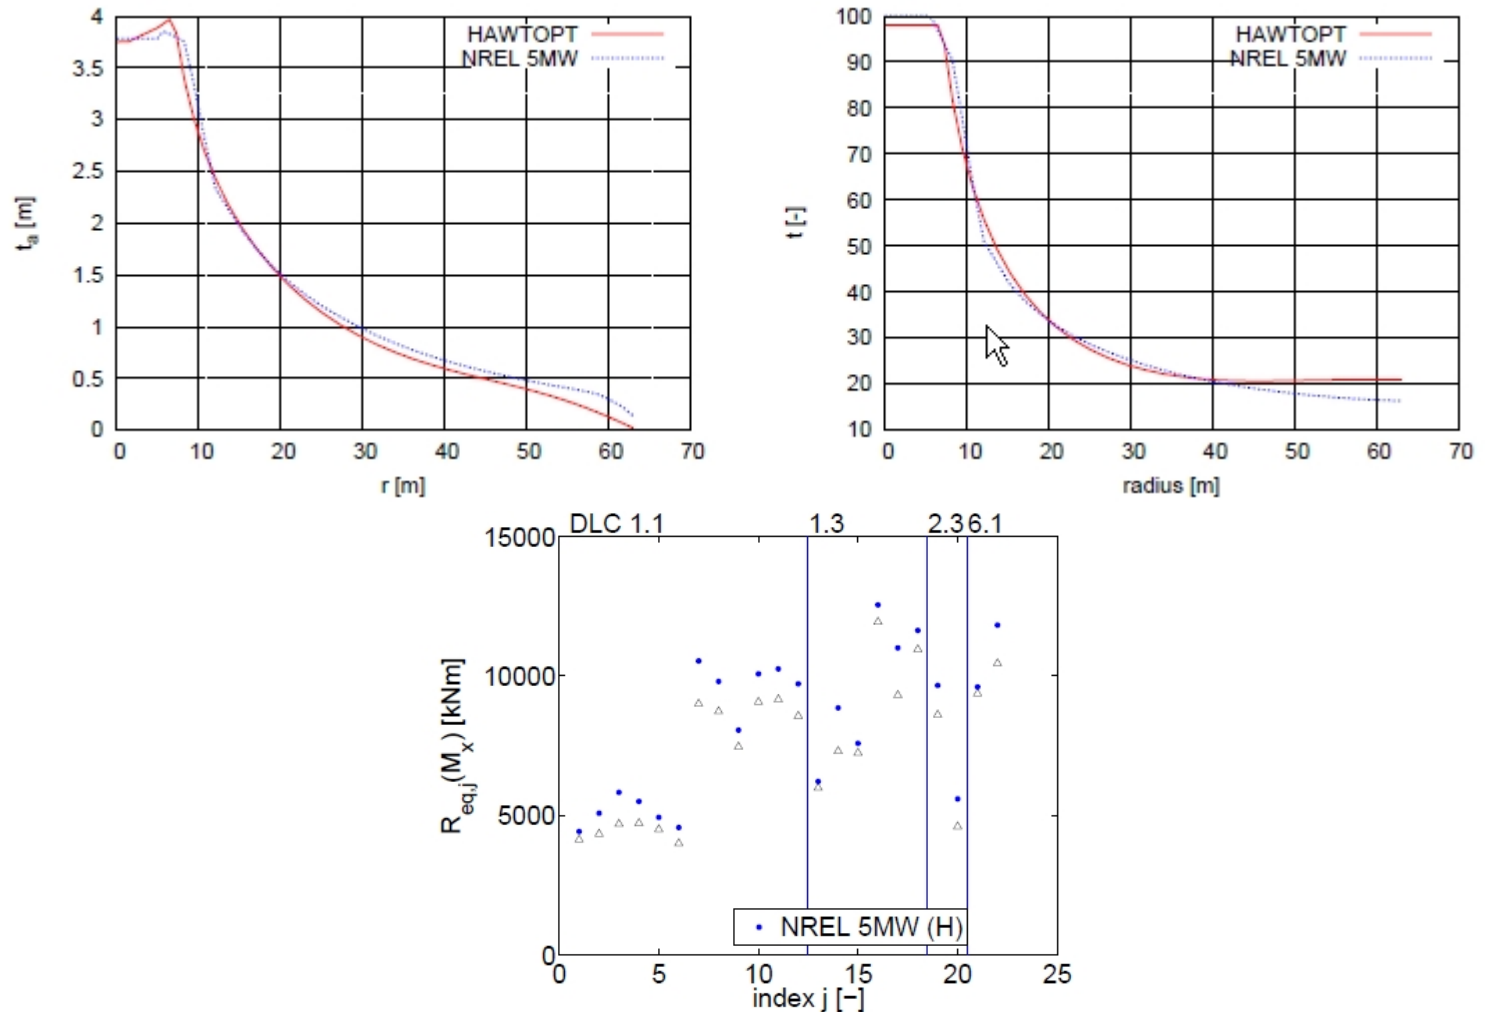 4
3.5
3
2.5
2
1.5
1
0.5
0
t_a [m]
HAWTOPT
NREL 5MW
0 10 20 30 40 50 60 70
r [m]
100
90
80
70
60
50
40
30
20
10
t [-]
HAWTOPT
NREL 5MW
0 10 20 30 40 50 60 70
radius [m]
DLC 1.1 1.3 2.3 6.1
15000
10000
5000
0
R_eq,j(M_x) [kNm]
NREL 5MW (H)
0 5 10 15 20 25
index j [−]